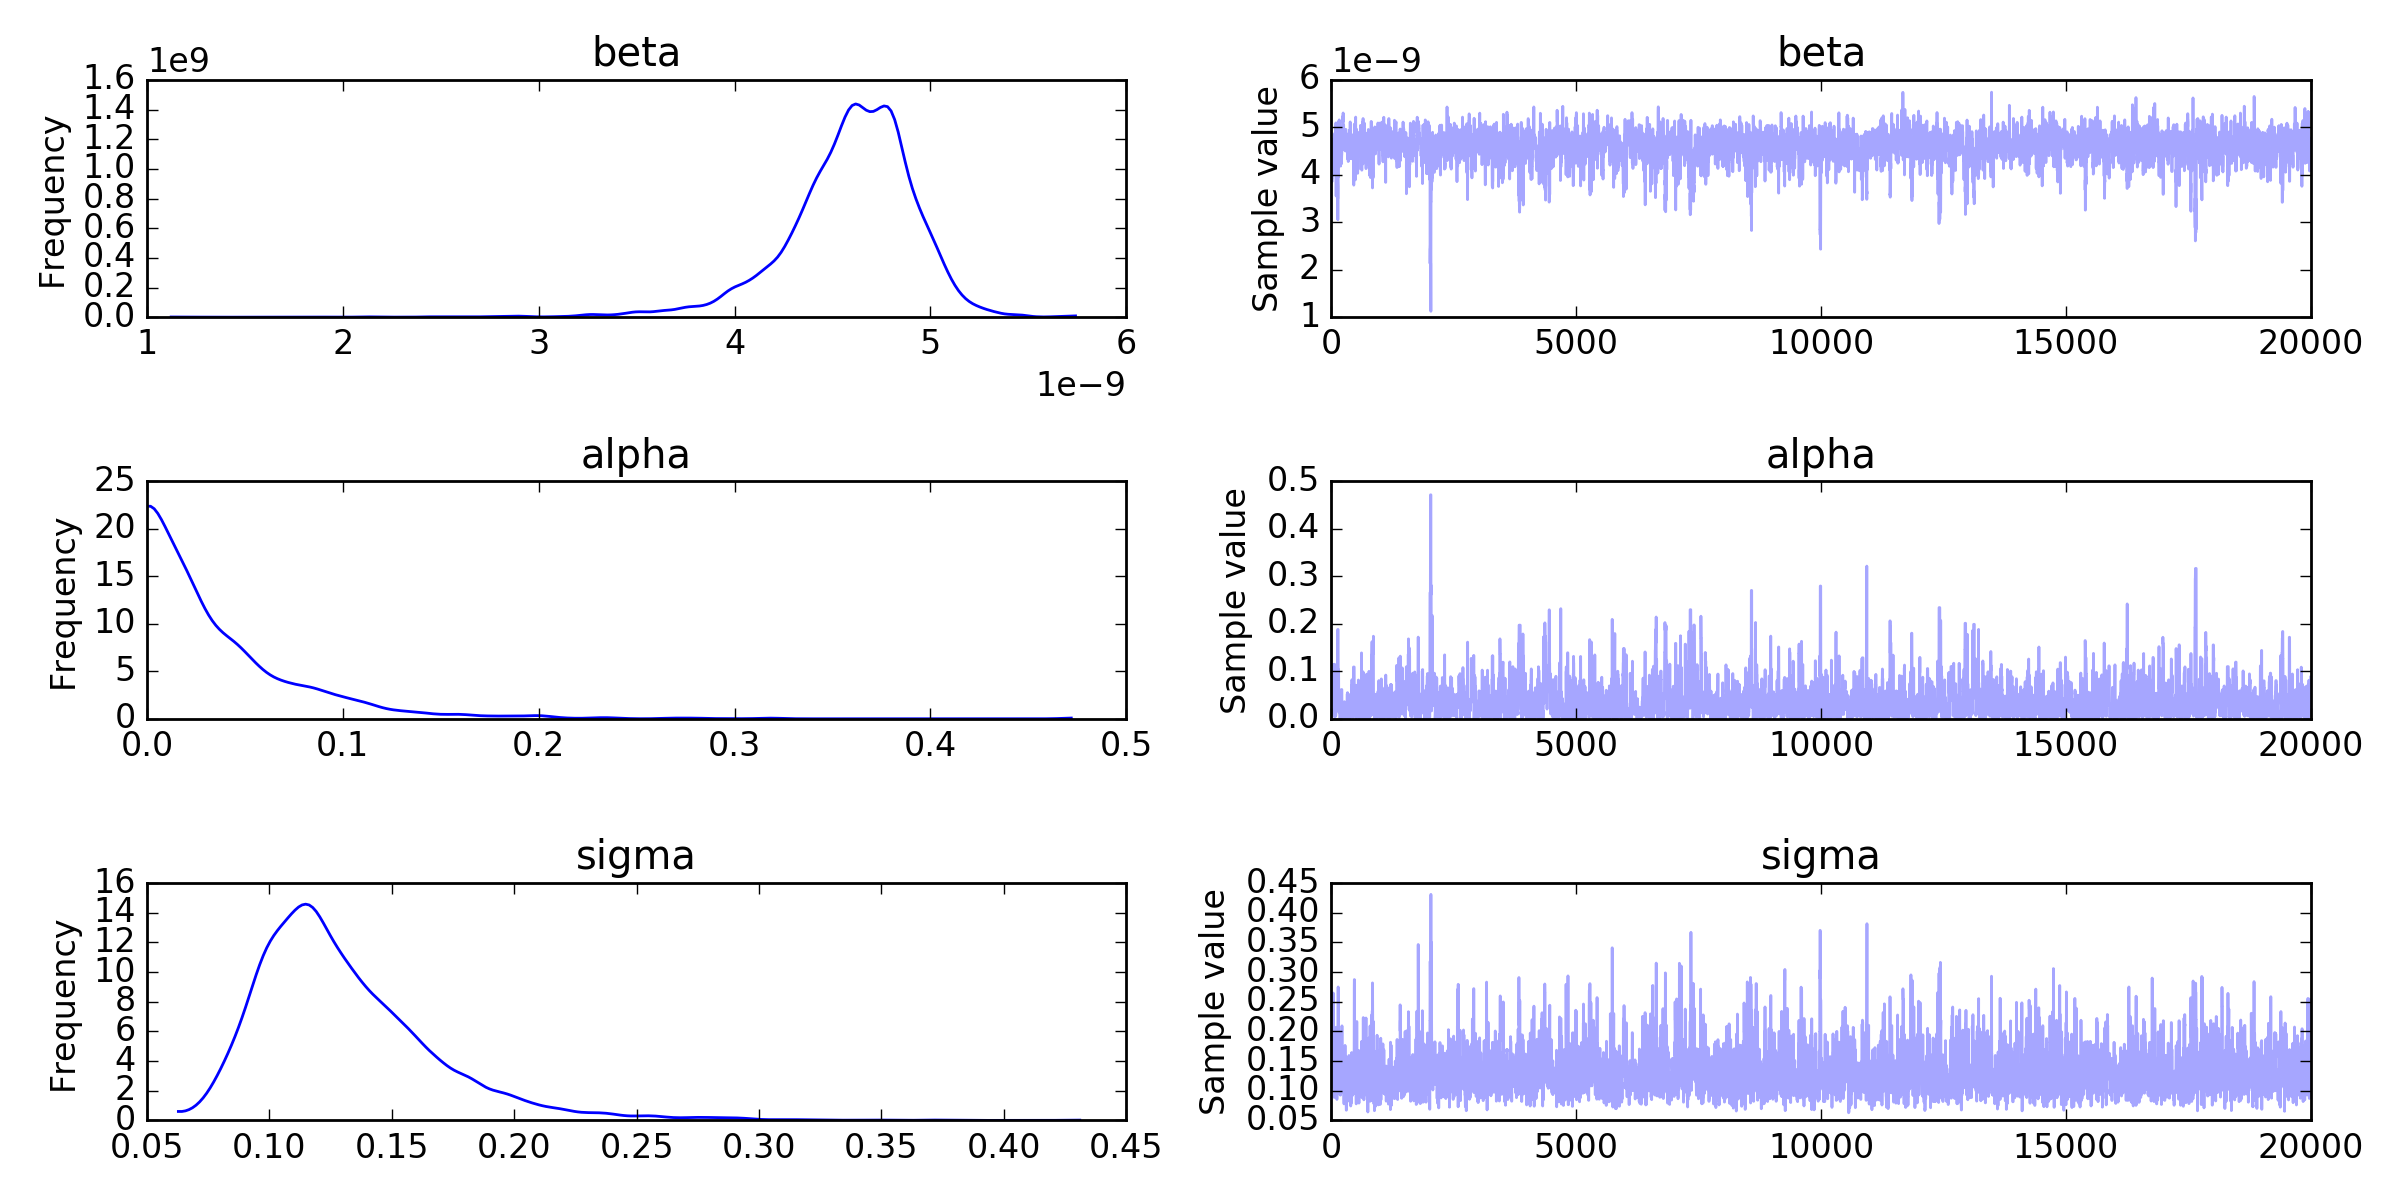 beta
1e9
Frequency
1.6
1.4
1.2
1.0
0.8
0.6
0.4
0.2
0.0
1 2 3 4 5 6
1e−9
beta
1e−9
Sample value
6
5
4
3
2
1
0 5000 10000 15000 20000
alpha
Frequency
25
20
15
10
5
0
0.0 0.1 0.2 0.3 0.4 0.5
alpha
Sample value
0.5
0.4
0.3
0.2
0.1
0.0
0 5000 10000 15000 20000
sigma
Frequency
16
14
12
10
8
6
4
2
0
0.05 0.10 0.15 0.20 0.25 0.30 0.35 0.40 0.45
sigma
Sample value
0.45
0.40
0.35
0.30
0.25
0.20
0.15
0.10
0.05
0 5000 10000 15000 20000